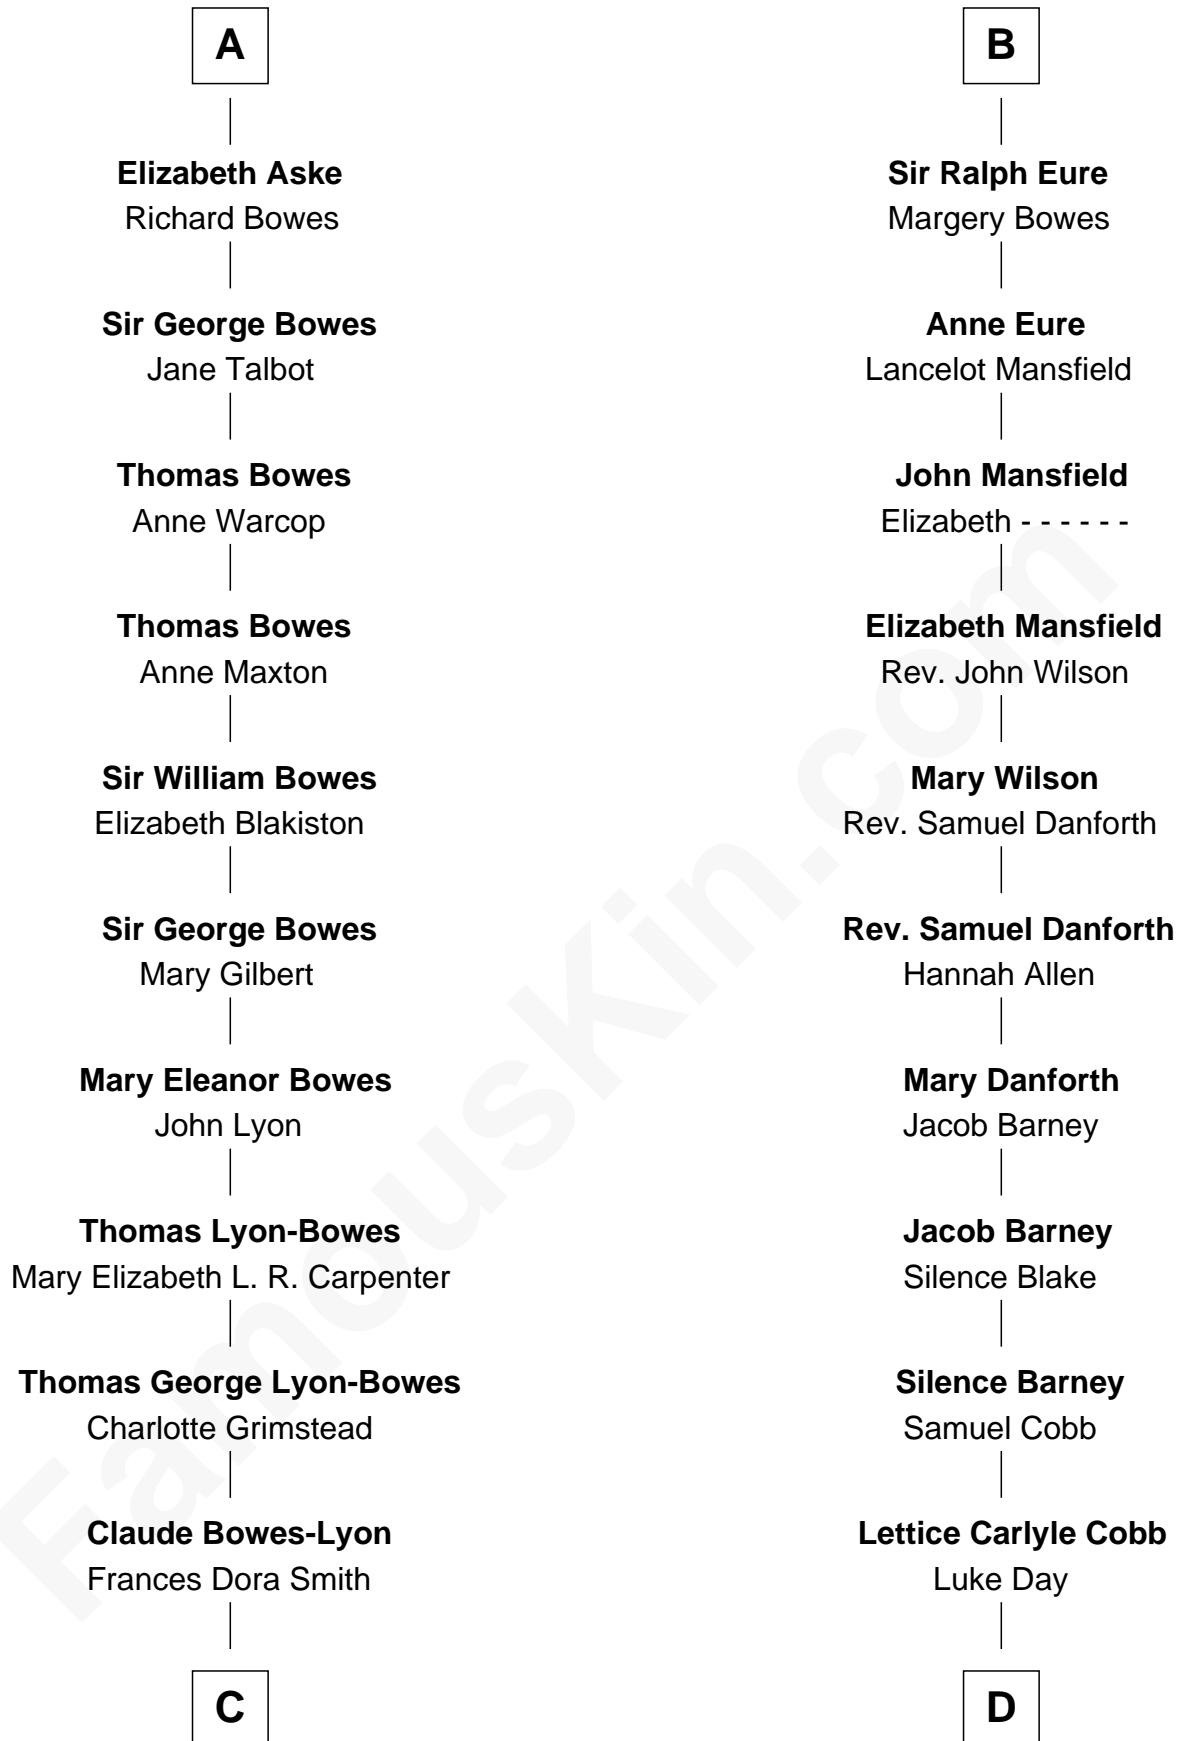 A
Elizabeth Aske
Richard Bowes
Sir George Bowes
Jane Talbot
Thomas Bowes
Anne Warcop
Thomas Bowes
Anne Maxton
Sir William Bowes
Elizabeth Blakiston
Sir George Bowes
Mary Gilbert
Mary Eleanor Bowes
John Lyon
Thomas Lyon-Bowes
Mary Elizabeth L. R. Carpenter
Thomas George Lyon-Bowes
Charlotte Grimstead
Claude Bowes-Lyon
Frances Dora Smith
C
B
Sir Ralph Eure
Margery Bowes
Anne Eure
Lancelot Mansfield
John Mansfield
Elizabeth - - - - - -
Elizabeth Mansfield
Rev. John Wilson
Mary Wilson
Rev. Samuel Danforth
Rev. Samuel Danforth
Hannah Allen
Mary Danforth
Jacob Barney
Jacob Barney
Silence Blake
Silence Barney
Samuel Cobb
Lettice Carlyle Cobb
Luke Day
D
FamousKin.com